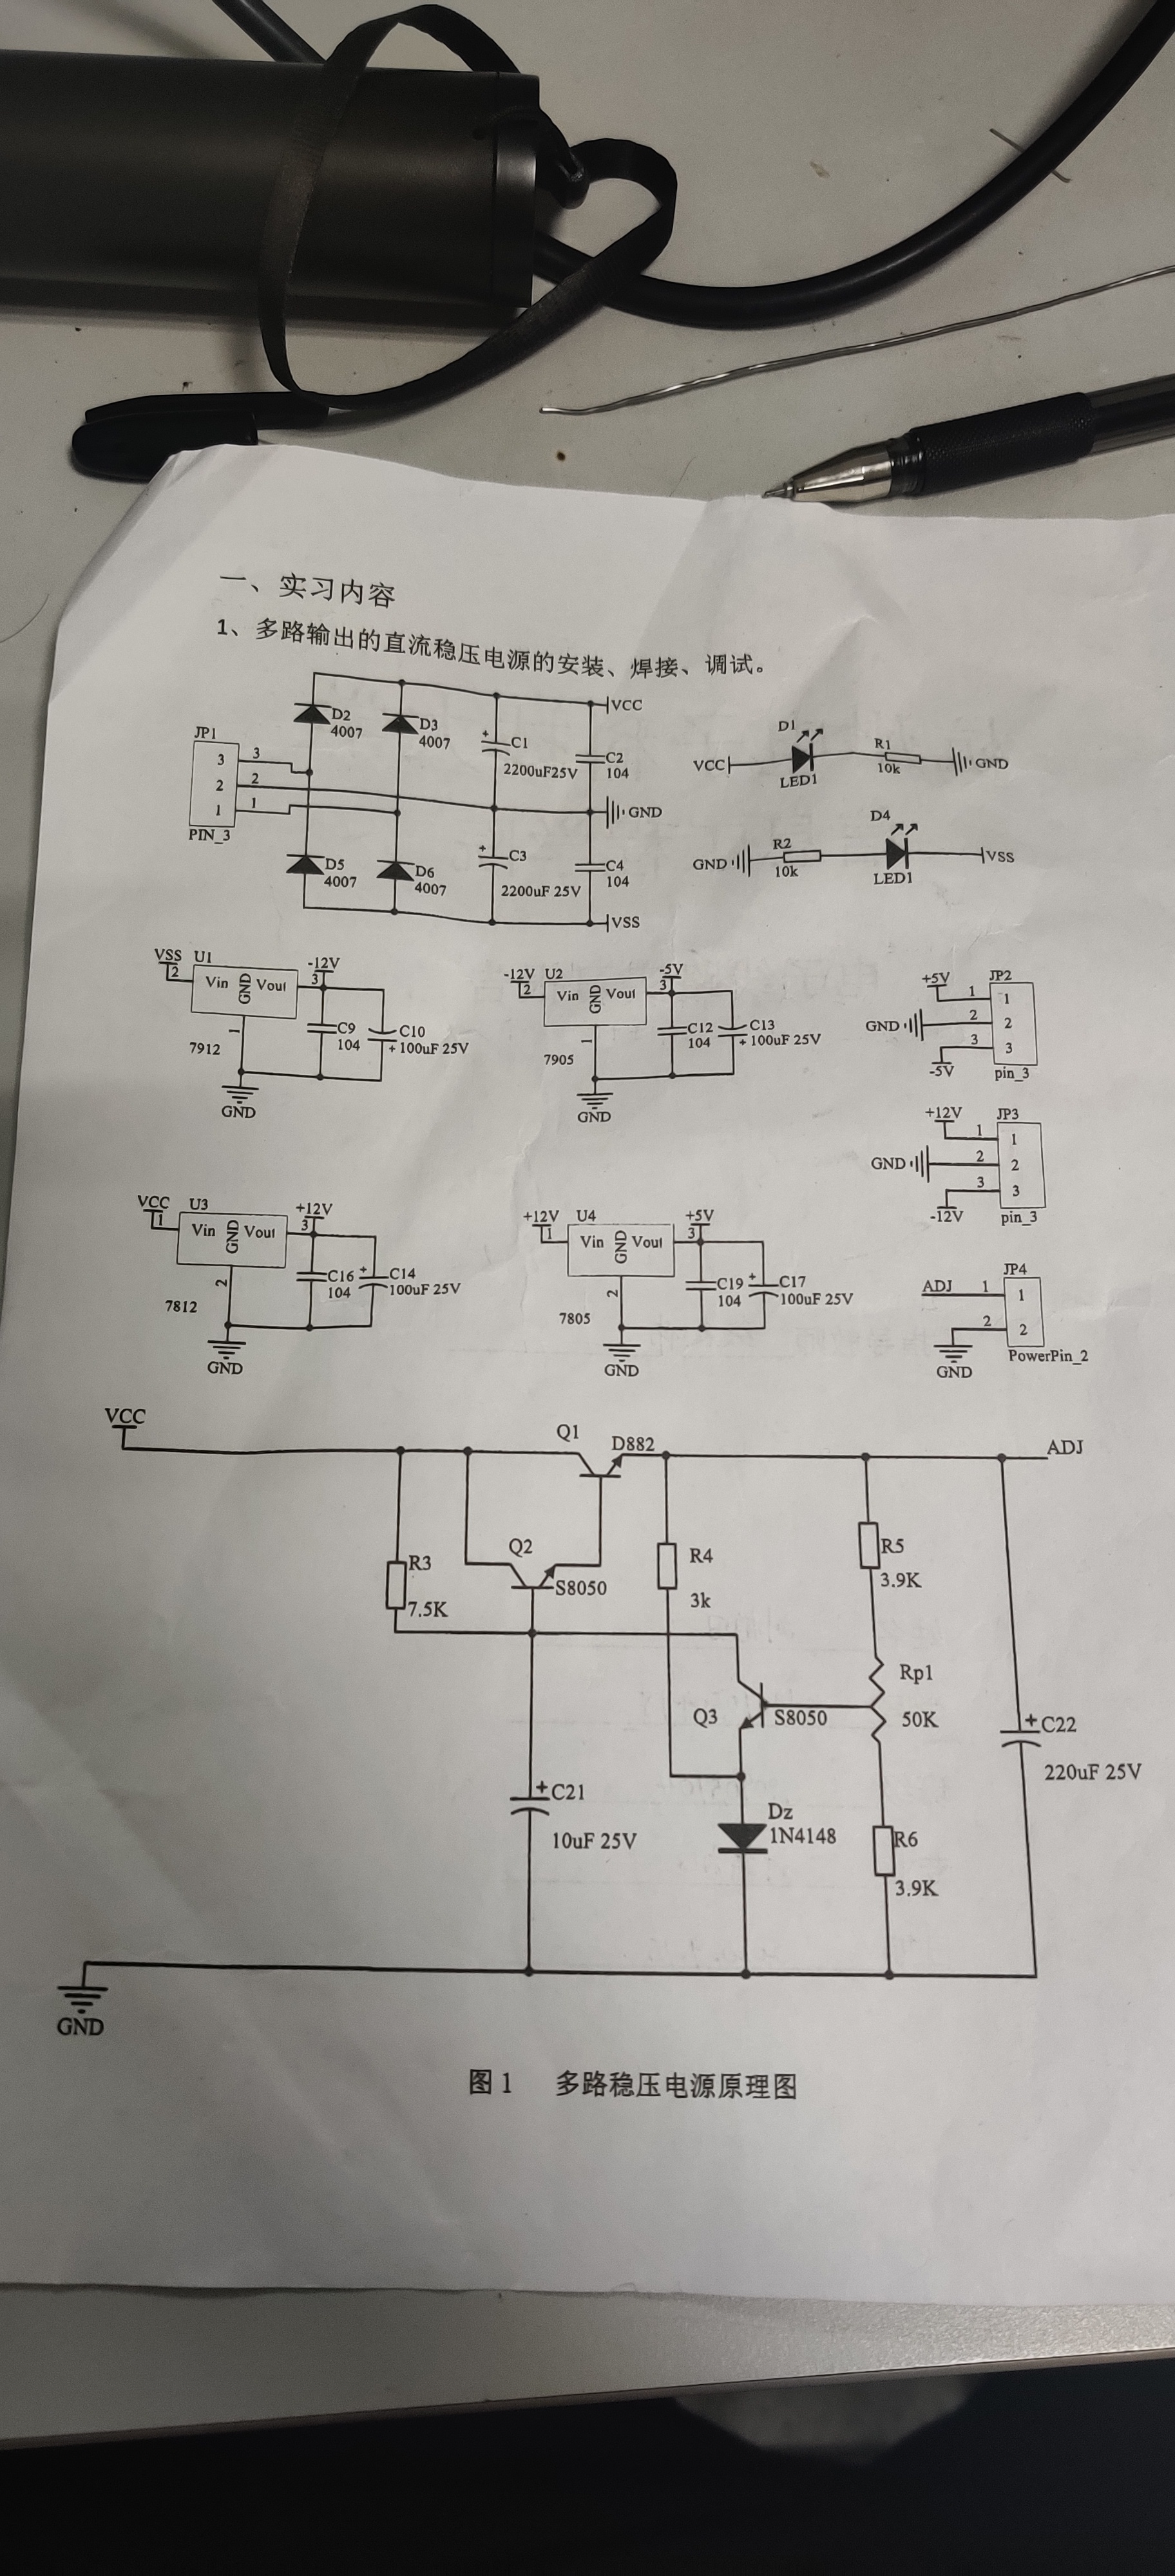 一、实习内容
1、多路输出的直流稳压电源的安装、焊接、调试。
JP1
3 3
2 2
1 1
PIN_3
D2
4007
D3
4007
C1
2200uF25V
C2
104
VCC
GND
D5
4007
D6
4007
C3
2200uF 25V
C4
104
VSS
VCC
D1
LED1
R1
10k
GND
GND
R2
10k
D4
LED1
VSS
VSS
2
U1
Vin GND Vout
1
7912
-12V
3
C9
104
C10
+ 100uF 25V
GND
-12V
2
U2
Vin GND Vout
1
7905
-5V
3
C12
104
C13
+ 100uF 25V
GND
JP2
+5V 1 1
GND 2 2
-5V 3 3
pin_3
JP3
+12V 1 1
GND 2 2
-12V 3 3
pin_3
VCC
1
U3
Vin GND Vout
2
7812
+12V
3
C16
104
C14
100uF 25V
GND
+12V
1
U4
Vin GND Vout
2
7805
+5V
3
C19
104
C17
100uF 25V
GND
JP4
ADJ 1 1
2 2
GND
PowerPin_2
VCC
Q1
D882
ADJ
R3
7.5K
Q2
S8050
R4
3k
R5
3.9K
Rp1
50K
Q3
S8050
C22
220uF 25V
C21
10uF 25V
Dz
1N4148
R6
3.9K
GND
图 1 多路稳压电源原理图